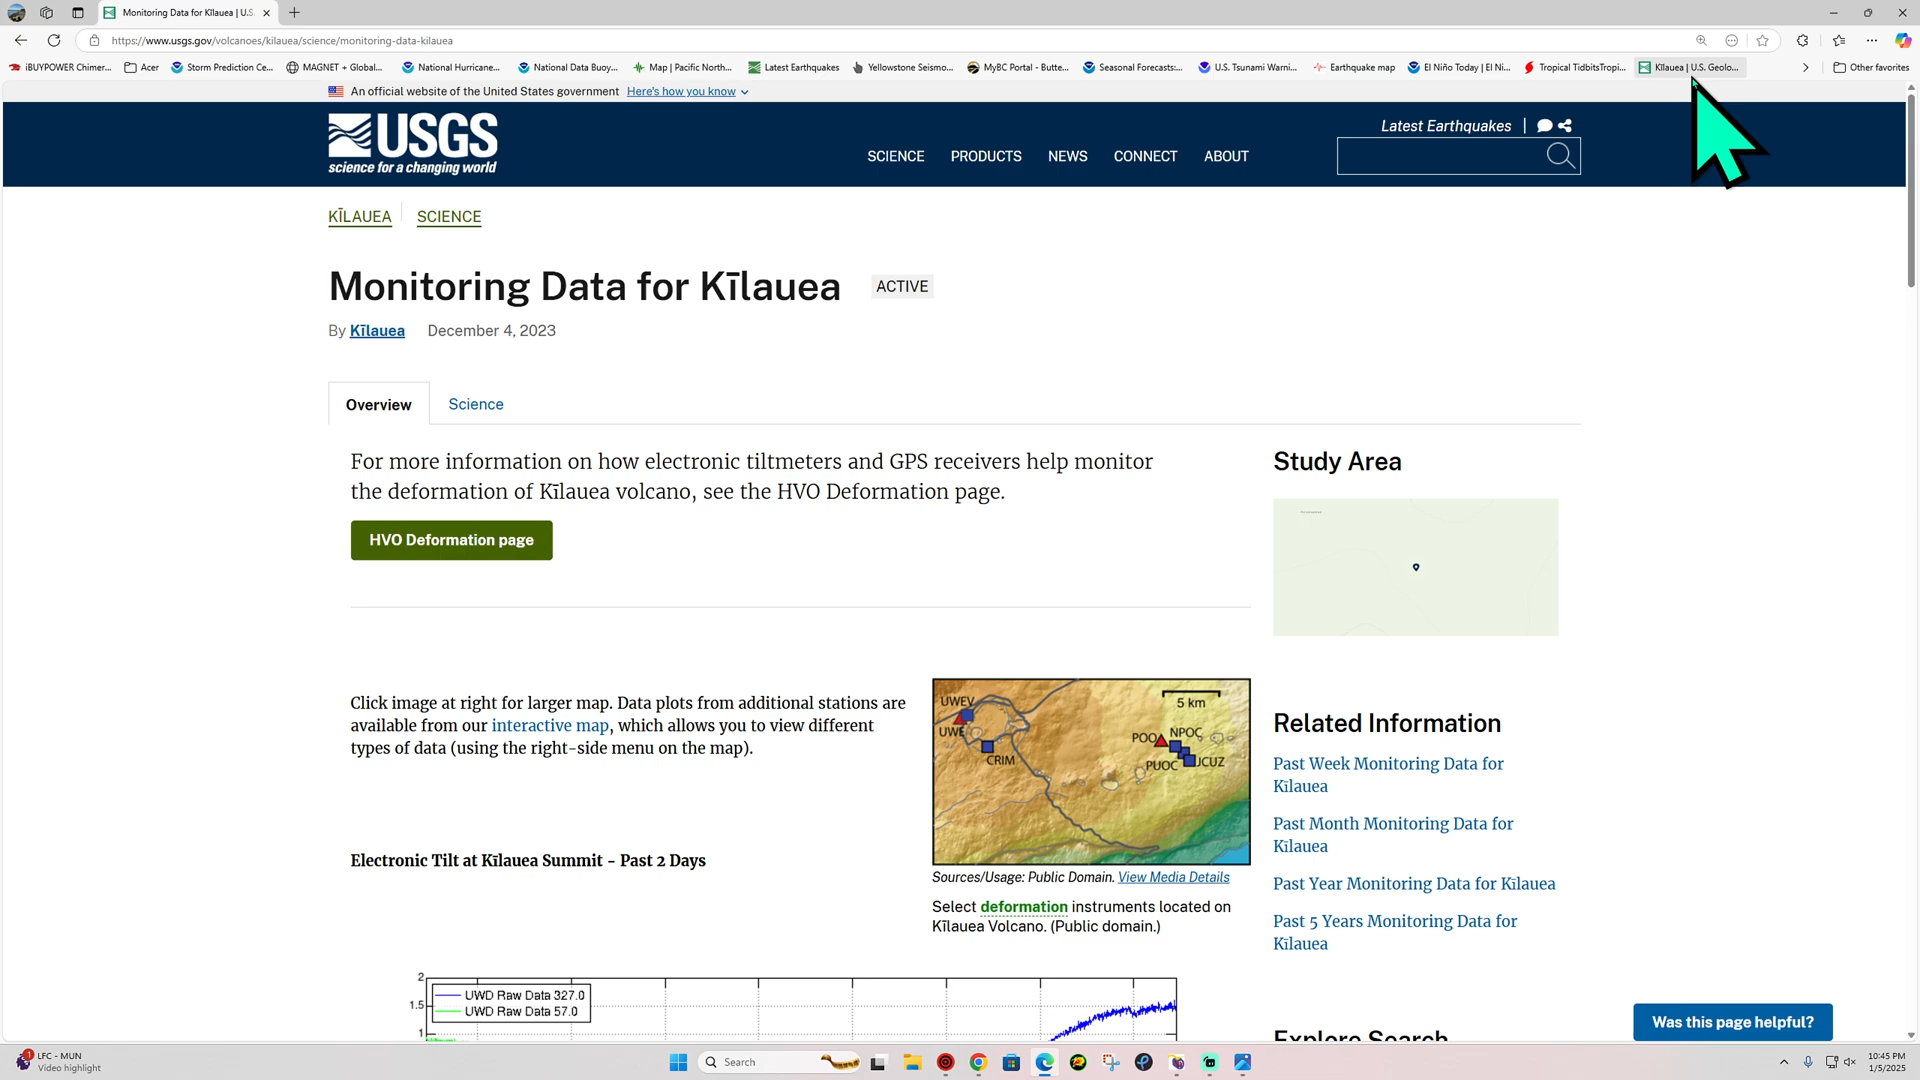 Monitoring Data for Kīlauea | U.S.
https://www.usgs.gov/volcanoes/kilauea/science/monitoring-data-kilauea
iBUYPOWER Chimer... Acer Storm Prediction Ce... MAGNET + Global... National Hurricane... National Data Buoy... Map | Pacific North... Latest Earthquakes Yellowstone Seismo... MyBC Portal - Butte... Seasonal Forecasts:... U.S. Tsunami Warni... Earthquake map El Niño Today | El Ni... Tropical TidbitsTropi... Kīlauea | U.S. Geolo... Other favorites
An official website of the United States government Here's how you know
USGS
science for a changing world
Latest Earthquakes
SCIENCE PRODUCTS NEWS CONNECT ABOUT
KĪLAUEA SCIENCE
Monitoring Data for Kīlauea ACTIVE
By Kīlauea December 4, 2023
Overview Science
For more information on how electronic tiltmeters and GPS receivers help monitor
the deformation of Kīlauea volcano, see the HVO Deformation page.
HVO Deformation page
Study Area
Click image at right for larger map. Data plots from additional stations are
available from our interactive map, which allows you to view different
types of data (using the right-side menu on the map).
UWEV
UWE
CRIM
5 km
POO NPOC
PUOC JCUZ
Sources/Usage: Public Domain. View Media Details
Select deformation instruments located on
Kīlauea Volcano. (Public domain.)
Related Information
Past Week Monitoring Data for
Kīlauea
Past Month Monitoring Data for
Kīlauea
Past Year Monitoring Data for Kīlauea
Past 5 Years Monitoring Data for
Kīlauea
Electronic Tilt at Kīlauea Summit - Past 2 Days
2
1.5
1
UWD Raw Data 327.0
UWD Raw Data 57.0
Explore Search
Was this page helpful?
1
LFC - MUN
Video highlight
Search
10:45 PM
1/5/2025